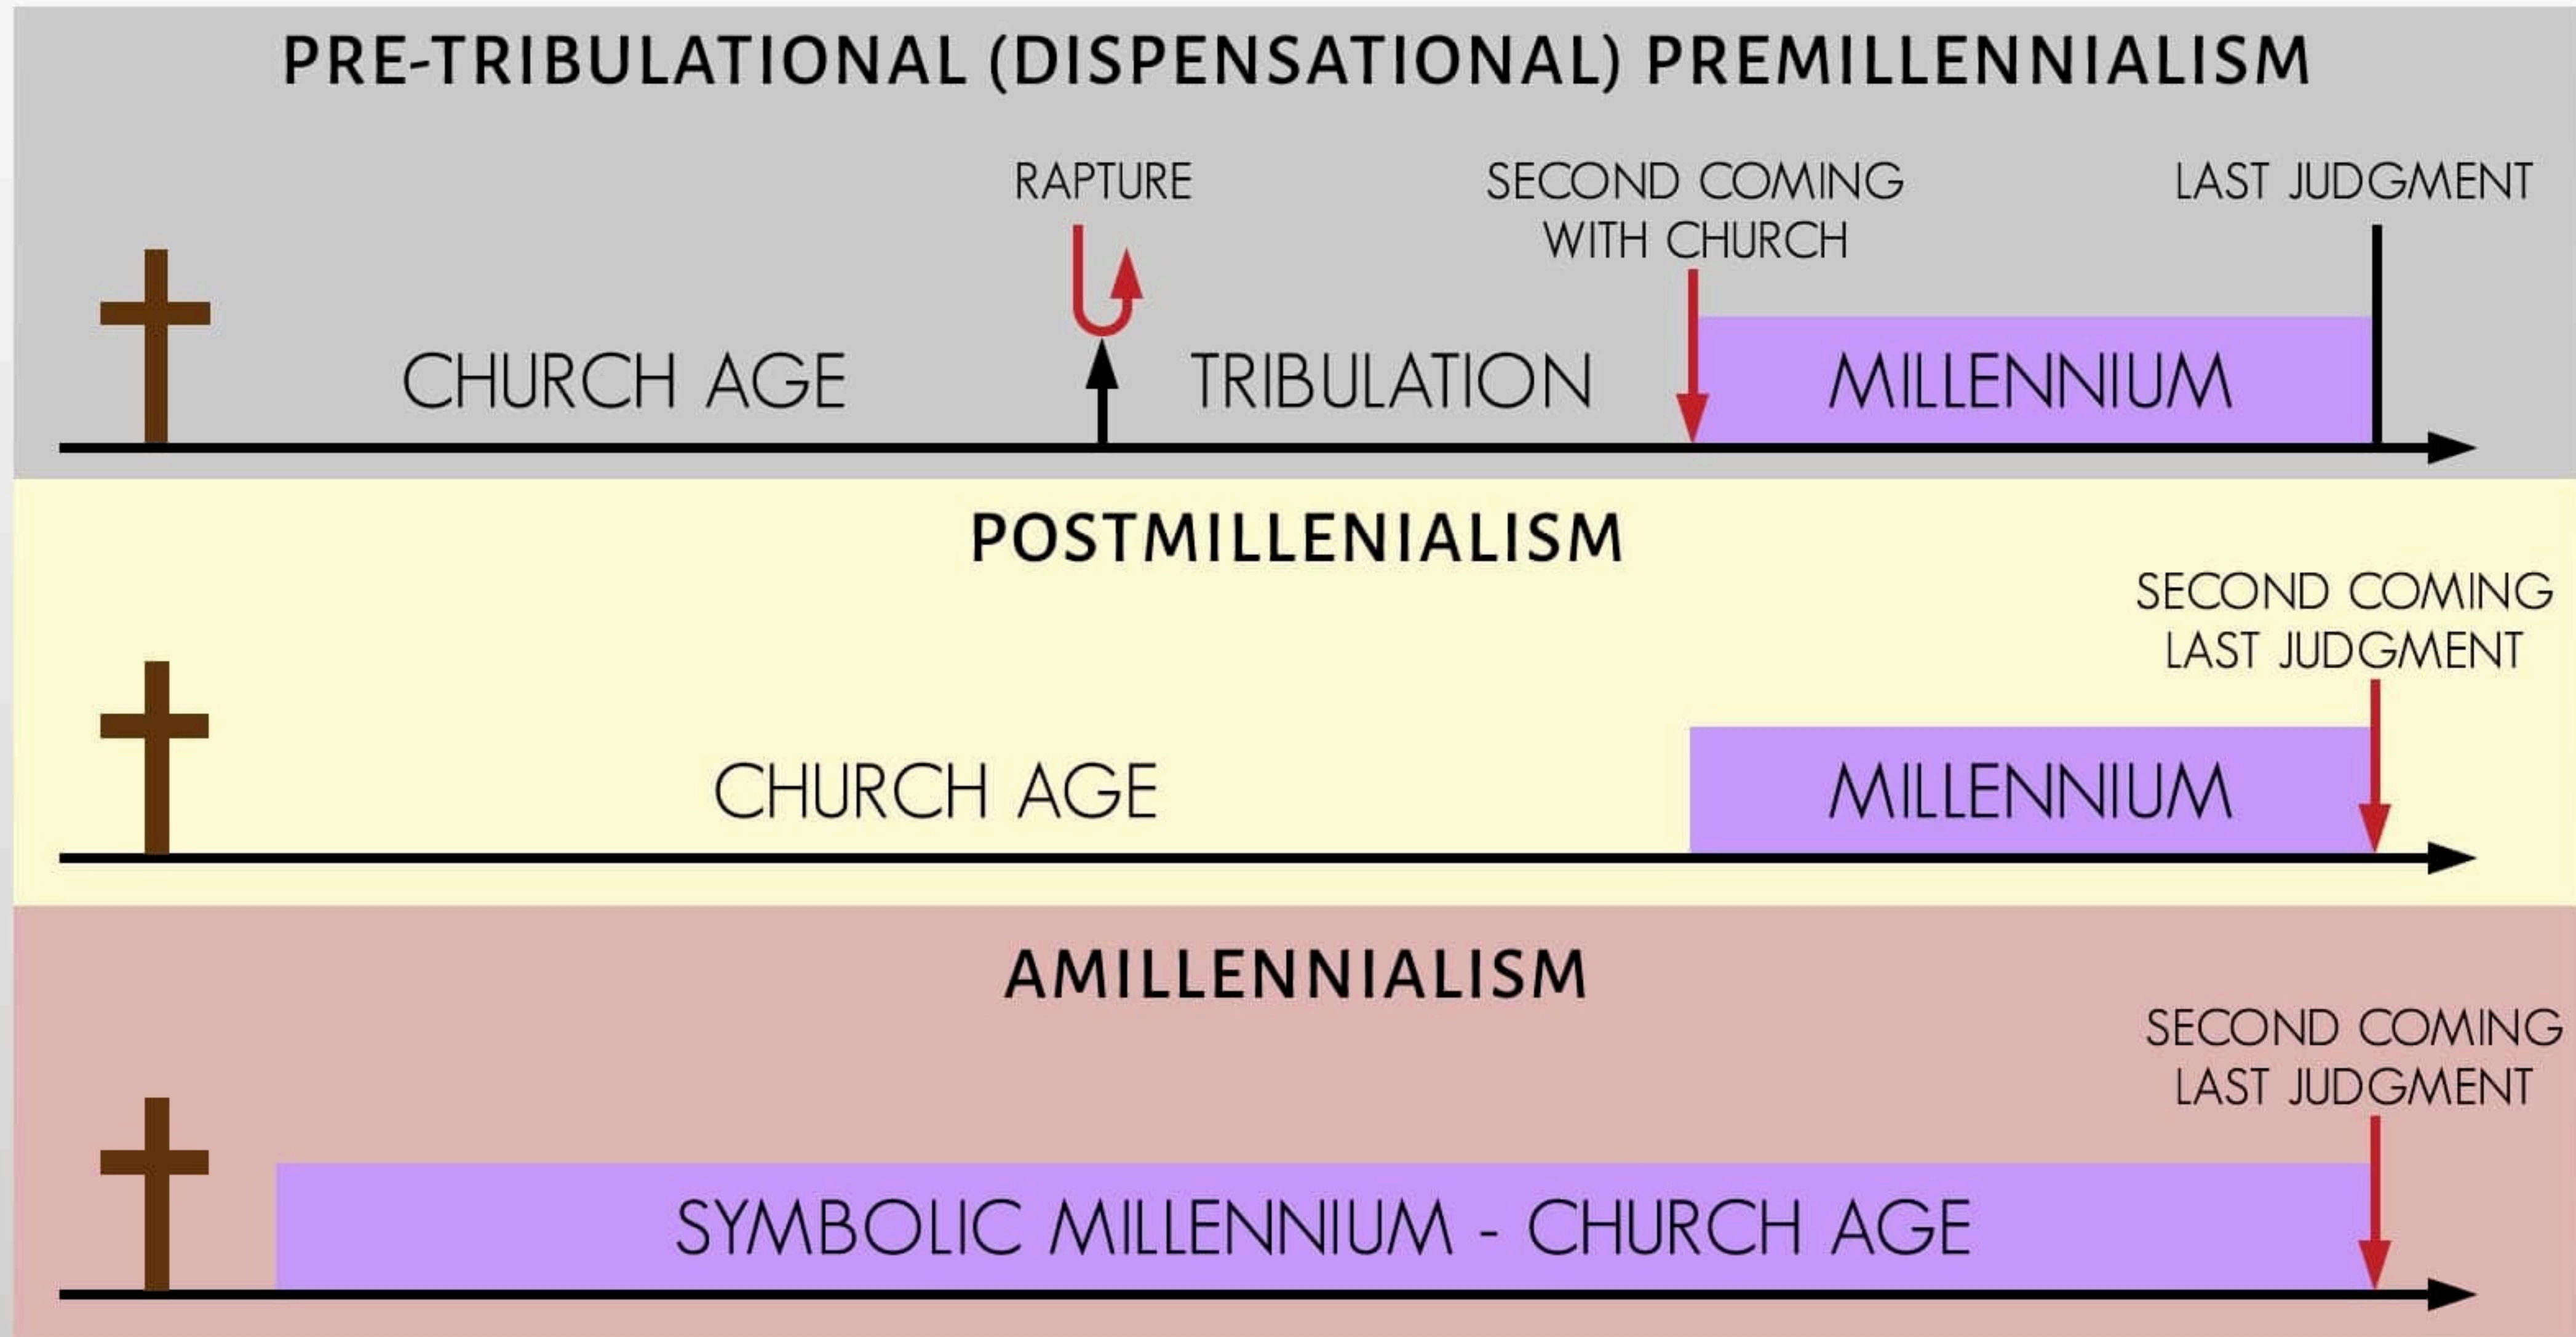 PRE-TRIBULATIONAL (DISPENSATIONAL) PREMILLENNIALISM
RAPTURE
SECOND COMING
WITH CHURCH
LAST JUDGMENT
CHURCH AGE
TRIBULATION
MILLENNIUM
POSTMILLENIALISM
SECOND COMING
LAST JUDGMENT
CHURCH AGE
MILLENNIUM
AMILLENNIALISM
SECOND COMING
LAST JUDGMENT
SYMBOLIC MILLENNIUM - CHURCH AGE